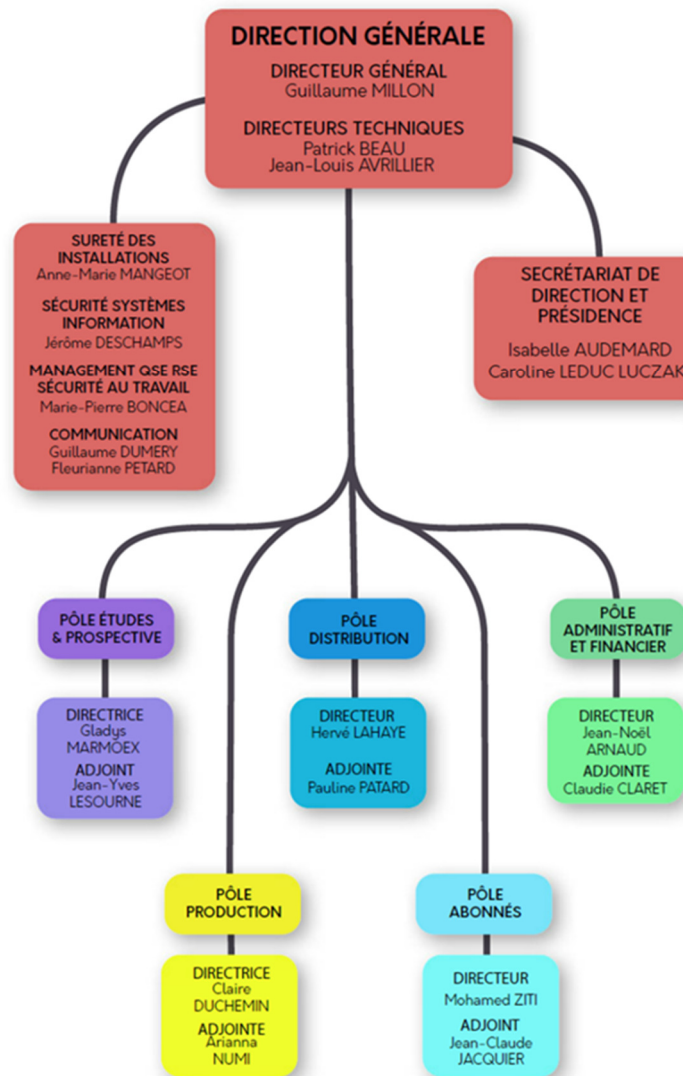 DIRECTION GÉNÉRALE
DIRECTEUR GÉNÉRAL
Guillaume MILLON
DIRECTEURS TECHNIQUES
Patrick BEAU
Jean-Louis AVRILLIER
SURETÉ DES
INSTALLATIONS
Anne-Marie MANGEOT
SÉCURITÉ SYSTÈMES
INFORMATION
Jérôme DESCHAMPS
MANAGEMENT QSE RSE
SÉCURITÉ AU TRAVAIL
Marie-Pierre BONCEA
COMMUNICATION
Guillaume DUMERY
Fleurianne PETARD
SECRÉTARIAT DE
DIRECTION ET
PRÉSIDENCE
Isabelle AUDEMARD
Caroline LEDUC LUCZAK
PÔLE ÉTUDES
& PROSPECTIVE
DIRECTRICE
Gladys
MARMOEX
ADJOINT
Jean-Yves
LESOURNE
PÔLE
DISTRIBUTION
DIRECTEUR
Hervé LAHAYE
ADJOINTE
Pauline PATARD
PÔLE
ADMINISTRATIF
ET FINANCIER
DIRECTEUR
Jean-Noël
ARNAUD
ADJOINTE
Claudie CLARET
PÔLE
PRODUCTION
DIRECTRICE
Claire
DUCHEMIN
ADJOINTE
Arianna
NUMI
PÔLE
ABONNÉS
DIRECTEUR
Mohamed ZITI
ADJOINT
Jean-Claude
JACQUIER